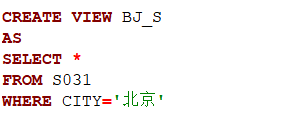 CREATE VIEW BJ_S
AS
SELECT *
FROM S031
WHERE CITY='北京'